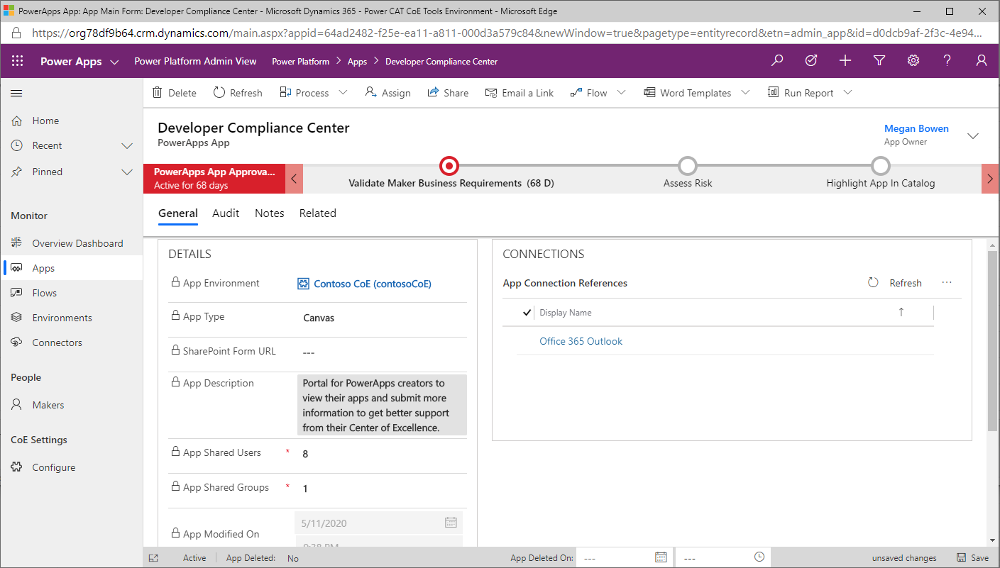 PowerApps App: App Main Form: Developer Compliance Center - Microsoft Dynamics 365 - Power CAT CoE Tools Environment - Microsoft Edge
https://org78df9b64.crm.dynamics.com/main.aspx?appid=64ad2482-f25e-ea11-a811-000d3a579c84&newWindow=true&pagetype=entityrecord&etn=admin_app&id=d0dcb9af-2f3c-4e94...
Power Apps Power Platform Admin View Power Platform > Apps > Developer Compliance Center
Delete Refresh Process Assign Share Email a Link Flow Word Templates Run Report
Home
Recent
Pinned
Monitor
Overview Dashboard
Apps
Flows
Environments
Connectors
People
Makers
CoE Settings
Configure
Developer Compliance Center
PowerApps App
Megan Bowen
App Owner
PowerApps App Approva...
Active for 68 days
Validate Maker Business Requirements (68 D)
Assess Risk
Highlight App In Catalog
General Audit Notes Related
DETAILS
App Environment Contoso CoE (contosoCoE)
App Type Canvas
SharePoint Form URL ---
App Description Portal for PowerApps creators to
view their apps and submit more
information to get better support
from their Center of Excellence.
App Shared Users * 8
App Shared Groups * 1
App Modified On 5/11/2020
9:38 PM
CONNECTIONS
App Connection References Refresh ...
Display Name
Office 365 Outlook
Active App Deleted: No App Deleted On: --- --- unsaved changes Save